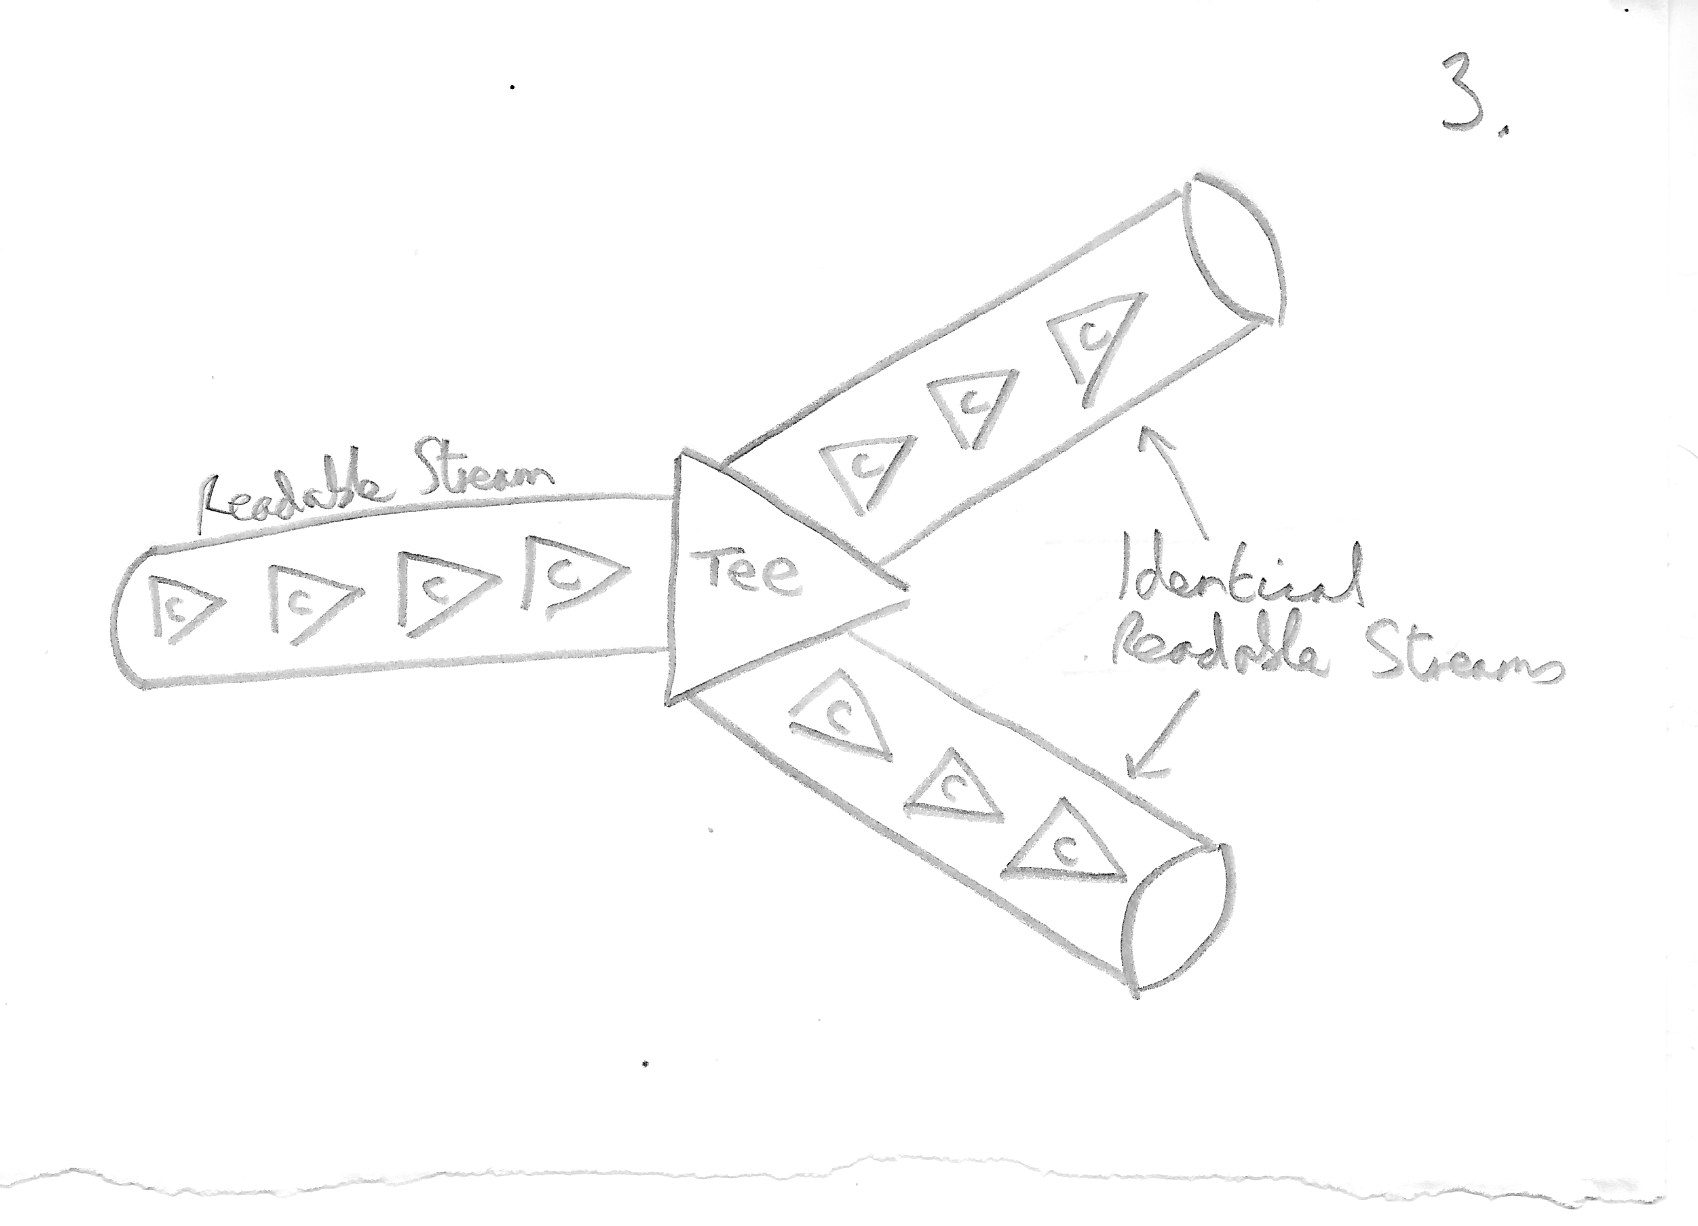 3.
Readable Stream
C C C C
Tee
C C C
C C C
Identical
Readable Streams